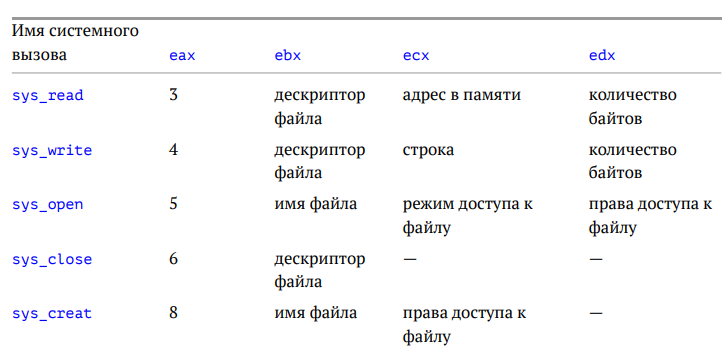 Имя системного
вызова eax ebx ecx edx
sys_read 3 дескриптор адрес в памяти количество
файла байтов
sys_write 4 дескриптор строка количество
файла байтов
sys_open 5 имя файла режим доступа к права доступа к
файлу файлу
sys_close 6 дескриптор — —
файла
sys_creat 8 имя файла права доступа к —
файлу